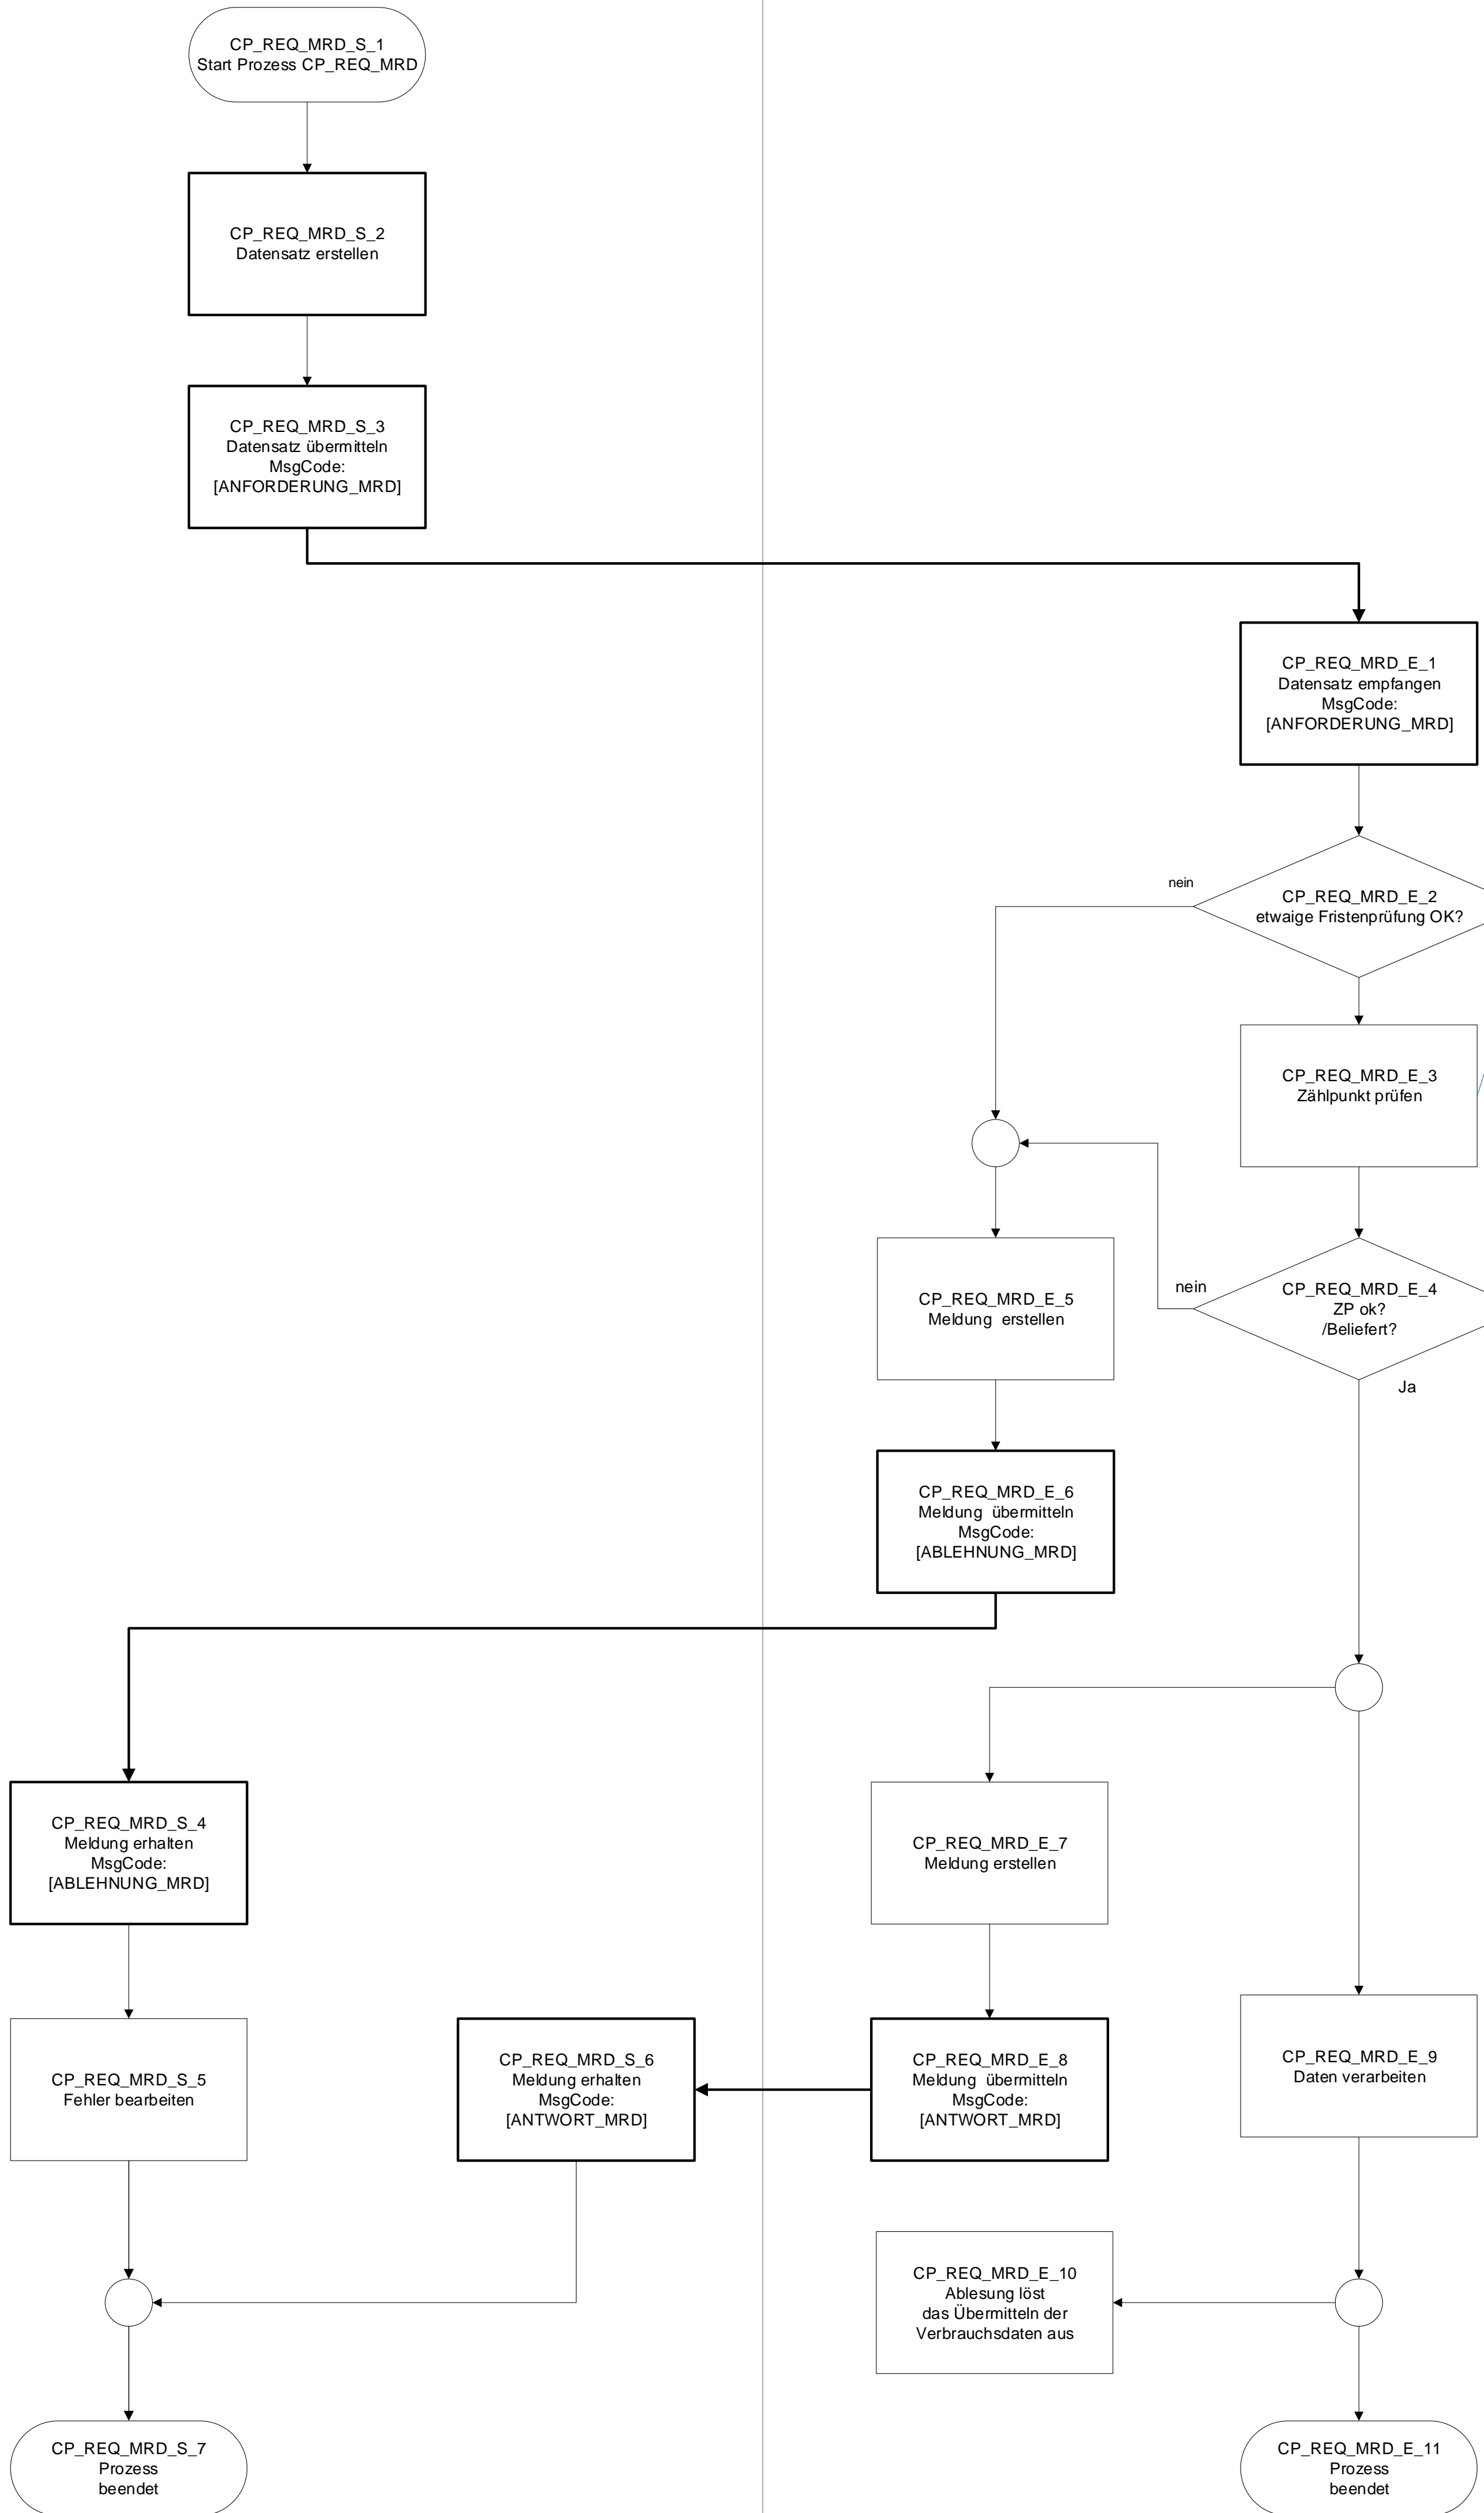 CP_REQ_MRD_S_1
Start Prozess CP_REQ_MRD
CP_REQ_MRD_S_2
Datensatz erstellen
CP_REQ_MRD_S_3
Datensatz übermitteln
MsgCode:
[ANFORDERUNG_MRD]
CP_REQ_MRD_E_1
Datensatz empfangen
MsgCode:
[ANFORDERUNG_MRD]
nein
CP_REQ_MRD_E_2
etwaige Fristenprüfung OK?
CP_REQ_MRD_E_3
Zählpunkt prüfen
nein
CP_REQ_MRD_E_4
ZP ok?
/Beliefert?
Ja
CP_REQ_MRD_E_5
Meldung erstellen
CP_REQ_MRD_E_6
Meldung übermitteln
MsgCode:
[ABLEHNUNG_MRD]
CP_REQ_MRD_S_4
Meldung erhalten
MsgCode:
[ABLEHNUNG_MRD]
CP_REQ_MRD_E_7
Meldung erstellen
CP_REQ_MRD_S_5
Fehler bearbeiten
CP_REQ_MRD_S_6
Meldung erhalten
MsgCode:
[ANTWORT_MRD]
CP_REQ_MRD_E_8
Meldung übermitteln
MsgCode:
[ANTWORT_MRD]
CP_REQ_MRD_E_9
Daten verarbeiten
CP_REQ_MRD_E_10
Ablesung löst
das Übermitteln der
Verbrauchsdaten aus
CP_REQ_MRD_S_7
Prozess
beendet
CP_REQ_MRD_E_11
Prozess
beendet